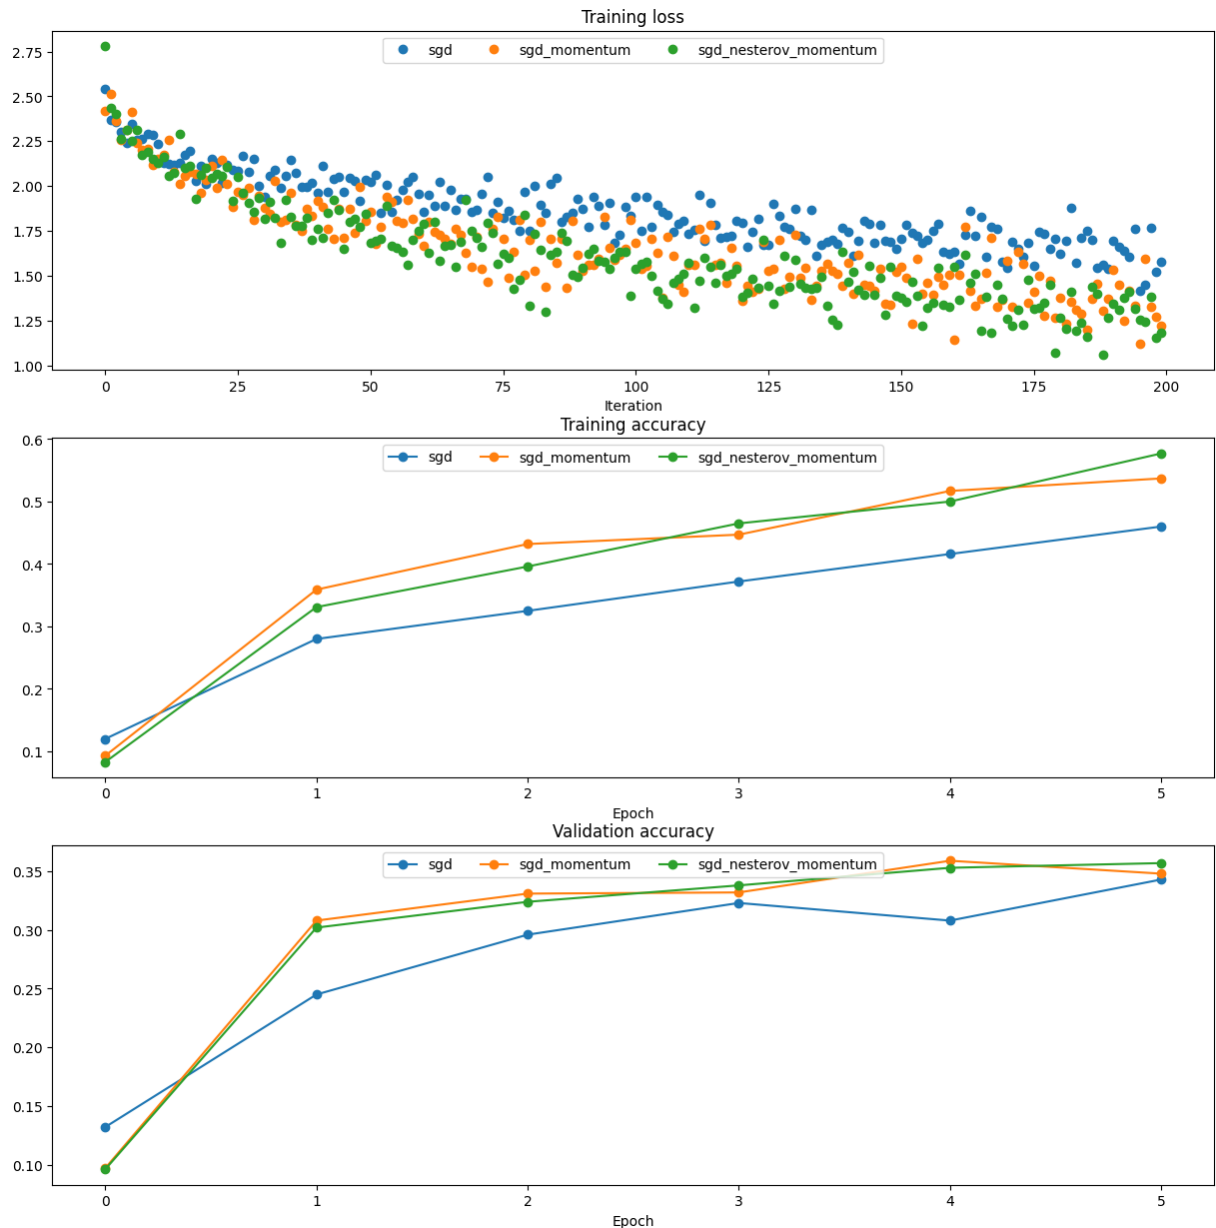 Training loss
sgd sgd_momentum sgd_nesterov_momentum
2.75
2.50
2.25
2.00
1.75
1.50
1.25
1.00
0 25 50 75 100 125 150 175 200
Iteration
Training accuracy
sgd sgd_momentum sgd_nesterov_momentum
0.6
0.5
0.4
0.3
0.2
0.1
0 1 2 3 4 5
Epoch
Validation accuracy
sgd sgd_momentum sgd_nesterov_momentum
0.35
0.30
0.25
0.20
0.15
0.10
0 1 2 3 4 5
Epoch